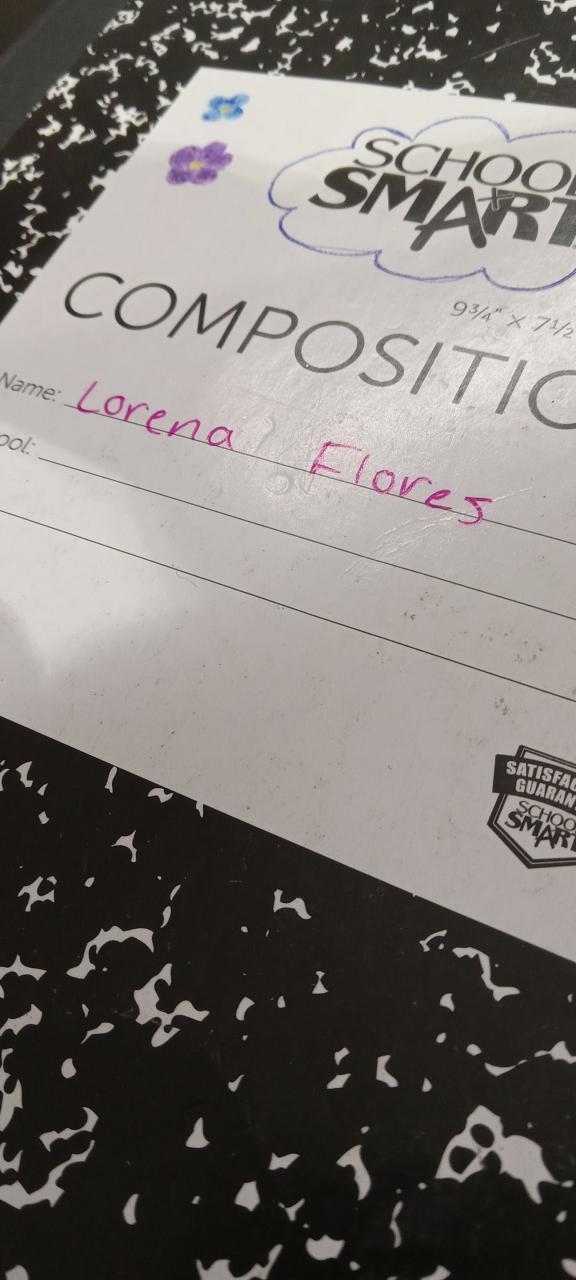 SCHOOL
SMART
9¾" X 7½
COMPOSITIO
Name: Lorena Flores
ool:
SATISFAC
GUARAN
SCHOOL
SMART